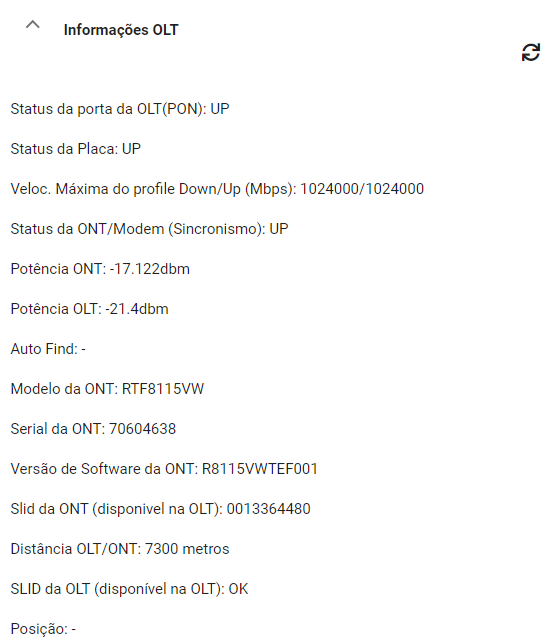 Informações OLT
Status da porta da OLT(PON): UP
Status da Placa: UP
Veloc. Máxima do profile Down/Up (Mbps): 1024000/1024000
Status da ONT/Modem (Sincronismo): UP
Potência ONT: -17.122dbm
Potência OLT: -21.4dbm
Auto Find: -
Modelo da ONT: RTF8115VW
Serial da ONT: 70604638
Versão de Software da ONT: R8115VWTEF001
Slid da ONT (disponivel na OLT): 0013364480
Distância OLT/ONT: 7300 metros
SLID da OLT (disponível na OLT): OK
Posição: -